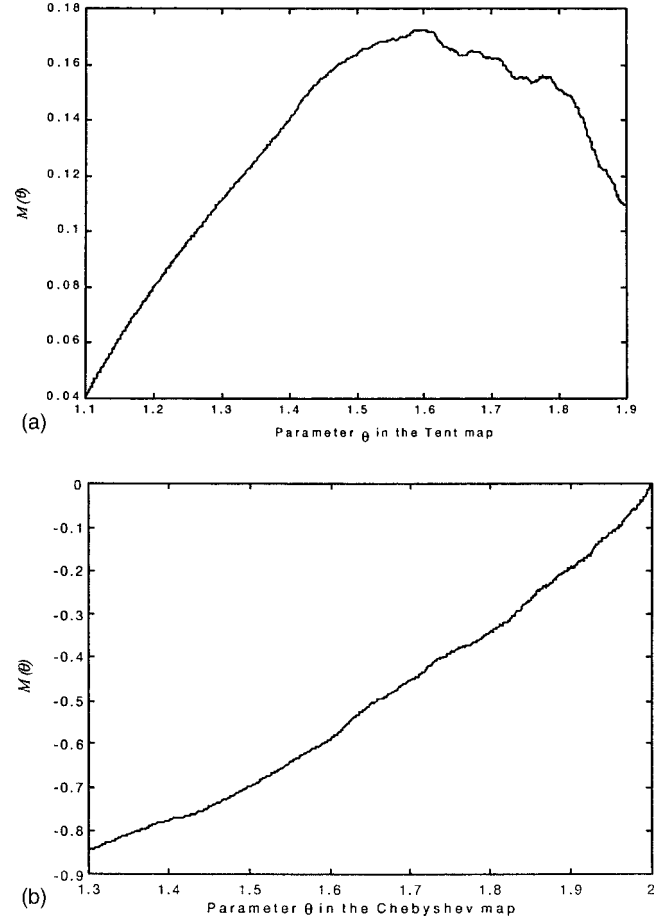 0.18
0.16
0.14
0.12
0.1
0.08
0.06
0.04
M(θ)
1.1 1.2 1.3 1.4 1.5 1.6 1.7 1.8 1.9
Parameter θ in the Tent map
(a)
0
-0.1
-0.2
-0.3
-0.4
-0.5
-0.6
-0.7
-0.8
-0.9
M(θ)
1.3 1.4 1.5 1.6 1.7 1.8 1.9 2
Parameter θ in the Chebyshev map
(b)